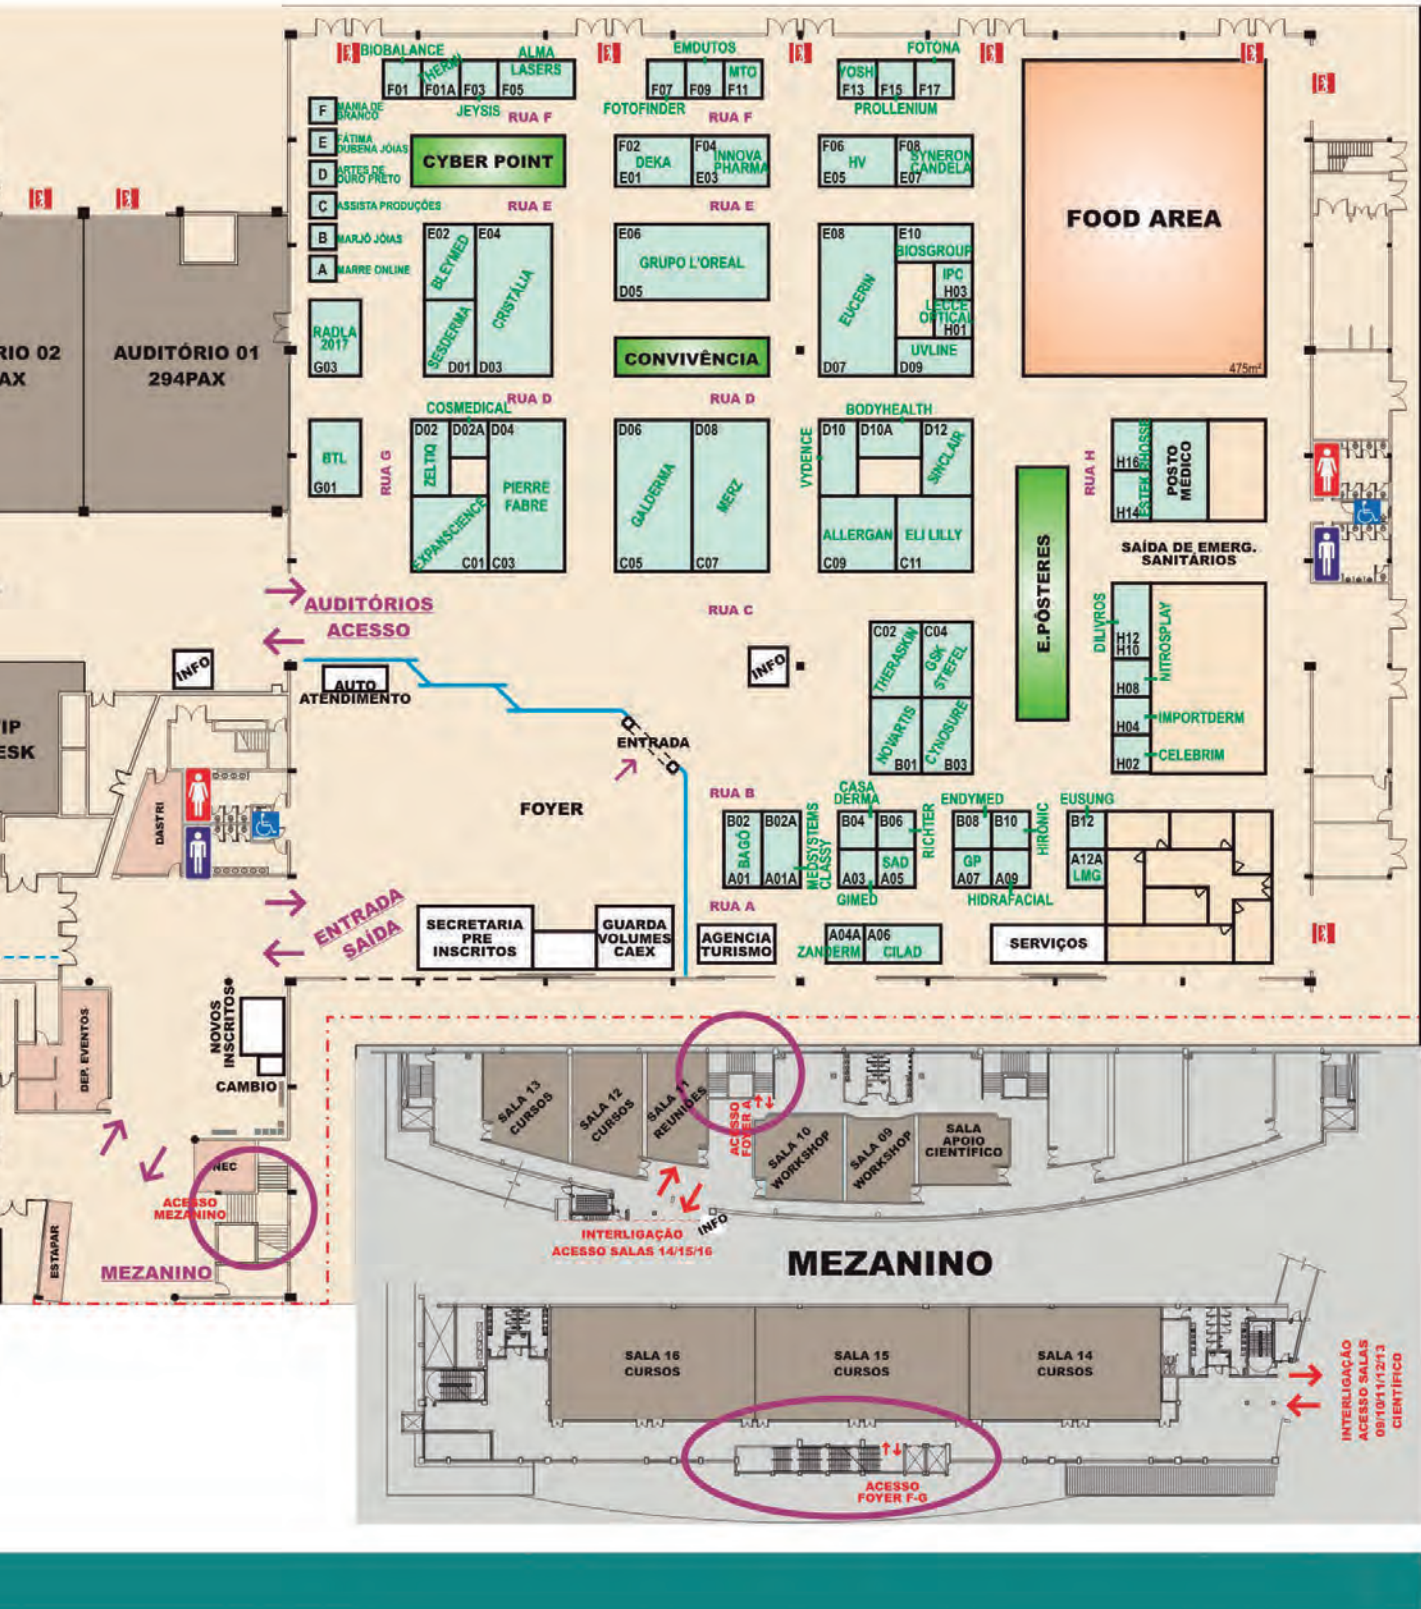 BIOBALANCE
THERMI
ALMA
LASERS
F01
F01A
F03
F05
JEYSIS
RUA F
EMDUTOS
MTO
F07
F09
F11
FOTOFINDER
RUA F
FOTONA
YOSHI
F13
F15
F17
PROLLENIUM
F
MANIA DE
BRANCO
E
FÁTIMA
DUBENA JÓIAS
D
ARTES DE
OURO PRETO
C
ASSISTA PRODUÇÕES
B
MARJÔ JÓIAS
A
MARRE ONLINE
CYBER POINT
F02
DEKA
E01
F04
INNOVA
PHARMA
E03
F06
HV
E05
F08
SYNERON
CANDELA
E07
FOOD AREA
475m²
RUA E
RUA E
E02
BLEYMED
SESDERMA
D01
E04
CRISTÁLIA
D03
E06
GRUPO L'OREAL
D05
CONVIVÊNCIA
E08
EUCERIN
D07
E10
BIOSGROUP
IPC
H03
LECCE
OPTICAL
H01
UVLINE
D09
RADLA
2017
G03
RIO 02
AX
AUDITÓRIO 01
294PAX
BTL
G01
RUA G
RUA D
RUA D
COSMEDICAL
D02
D02A
D04
ZELTIQ
EXPANSCIENCE
C01
PIERRE
FABRE
C03
D06
GALDERMA
C05
D08
MERZ
C07
BODYHEALTH
VYDENCE
D10
D10A
D12
SINCLAIR
ALLERGAN
C09
ELI LILLY
C11
RUA H
H16
RHOSSE
H14
ESTEK
POSTO
MÉDICO
SAÍDA DE EMERG.
SANITÁRIOS
E.PÔSTERES
AUDITÓRIOS
ACESSO
RUA C
INFO
AUTO
ATENDIMENTO
INFO
ENTRADA
FOYER
C02
THERASKIN
C04
GSK
STIEFEL
NOVARTIS
B01
CYNOSURE
B03
DILIVROS
H12
H10
NITROSPLAY
H08
H04
IMPORTDERM
H02
CELEBRIM
IP
ESK
DASTRI
RUA B
B02
BAGÓ
A01
B02A
A01A
MEDSYSTEMS
CLASSY
CASA
DERMA
B04
B06
RICHTER
SAD
A03
A05
GIMED
ENDYMED
B08
B10
HIRONIC
GP
A07
A09
HIDRAFACIAL
EUSUNG
B12
A12A
LMG
RUA A
ENTRADA
SAÍDA
SECRETARIA
PRE
INSCRITOS
GUARDA
VOLUMES
CAEX
AGENCIA
TURISMO
A04A
ZANDERM
A06
CILAD
SERVIÇOS
NOVOS
INSCRITOS
CAMBIO
DEP. EVENTOS
NEC
ACESSO
MEZANINO
MEZANINO
ESTAPAR
SALA 13
CURSOS
SALA 12
CURSOS
SALA 11
REUNIÕES
ACESSO
FOYER A
SALA 10
WORKSHOP
SALA 09
WORKSHOP
SALA
APOIO
CIENTÍFICO
INTERLIGAÇÃO
ACESSO SALAS 14/15/16
INFO
MEZANINO
SALA 16
CURSOS
SALA 15
CURSOS
SALA 14
CURSOS
ACESSO
FOYER F-G
INTERLIGAÇÃO
ACESSO SALAS
09/10/11/12/13
CIENTÍFICO